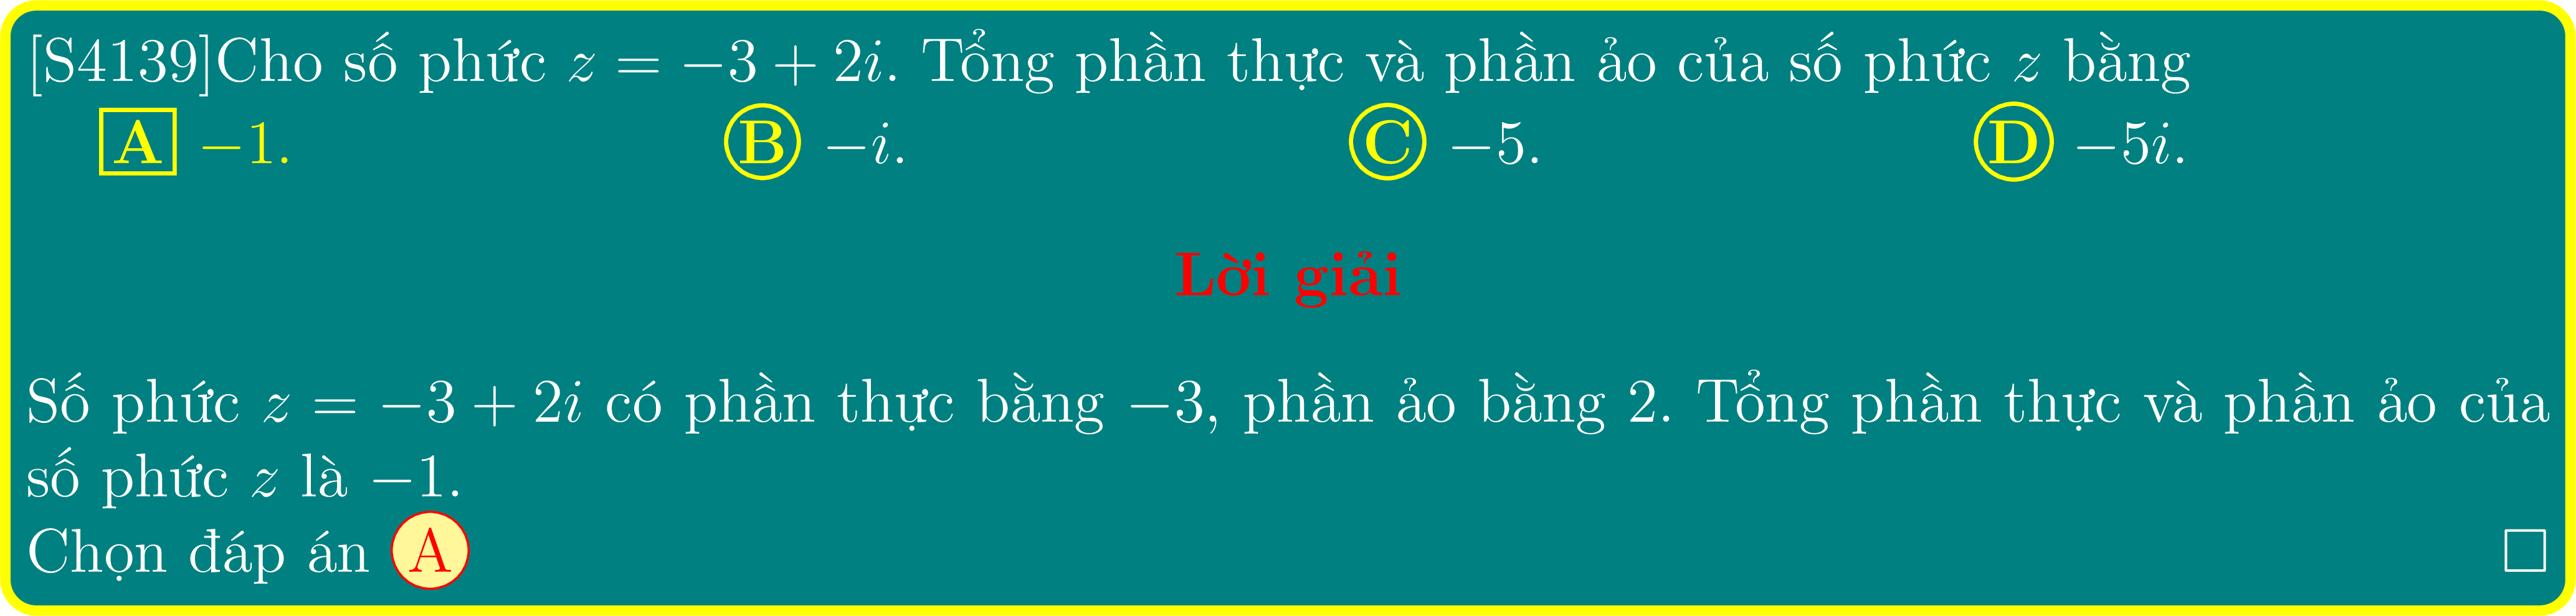 [S4139]Cho số phức z = −3 + 2i. Tổng phần thực và phần ảo của số phức z bằng
A −1. B −i. C −5. D −5i.
Lời giải
Số phức z = −3 + 2i có phần thực bằng −3, phần ảo bằng 2. Tổng phần thực và phần ảo của
số phức z là −1.
Chọn đáp án A □